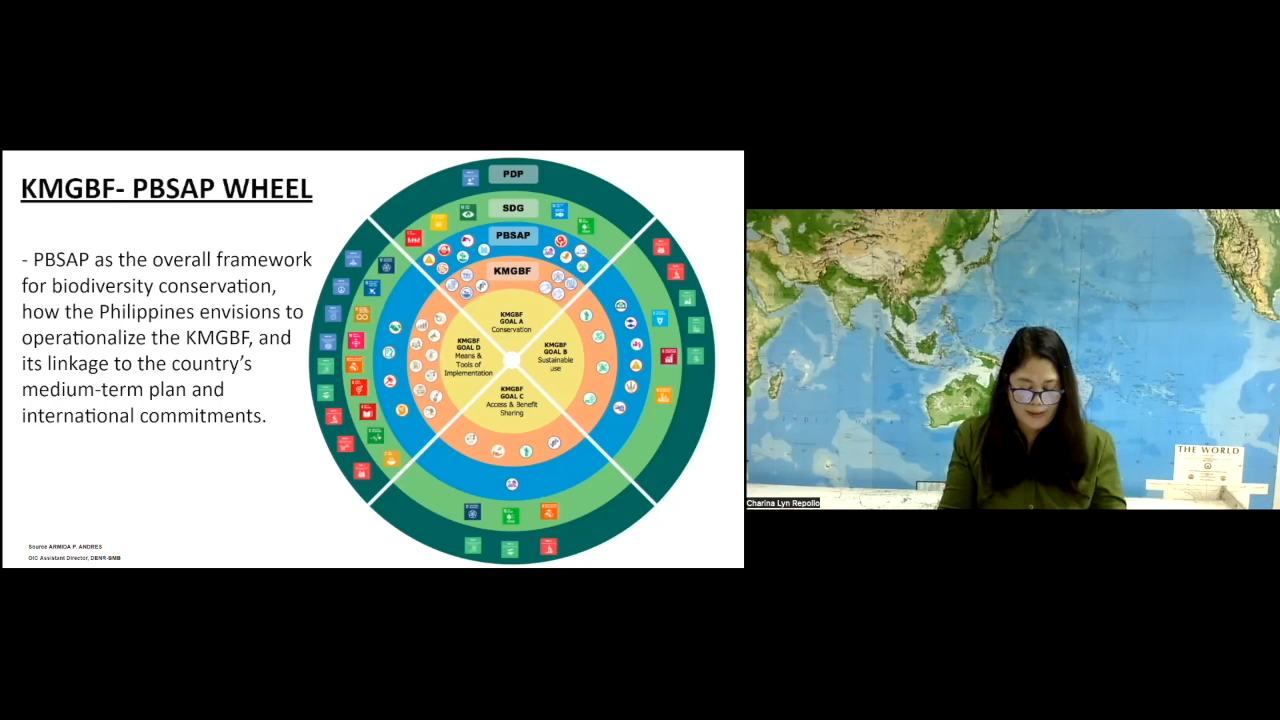 KMGBF- PBSAP WHEEL
- PBSAP as the overall framework
for biodiversity conservation,
how the Philippines envisions to
operationalize the KMGBF, and
its linkage to the country's
medium-term plan and
international commitments.
Source ARMIDA P. ANDRES
OIC Assistant Director, DENR-BMB
PDP
SDG
PBSAP
KMGBF
KMGBF
GOAL A
Conservation
KMGBF
GOAL D
Means &
Tools of
Implementation
KMGBF
GOAL B
Sustainable
use
KMGBF
GOAL C
Access & Benefit
Sharing
THE WORLD
Charina Lyn Repollo